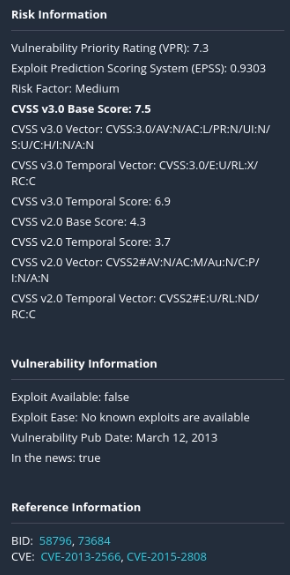 Risk Information
Vulnerability Priority Rating (VPR): 7.3
Exploit Prediction Scoring System (EPSS): 0.9303
Risk Factor: Medium
CVSS v3.0 Base Score: 7.5
CVSS v3.0 Vector: CVSS:3.0/AV:N/AC:L/PR:N/UI:N/
S:U/C:H/I:N/A:N
CVSS v3.0 Temporal Vector: CVSS:3.0/E:U/RL:X/
RC:C
CVSS v3.0 Temporal Score: 6.9
CVSS v2.0 Base Score: 4.3
CVSS v2.0 Temporal Score: 3.7
CVSS v2.0 Vector: CVSS2#AV:N/AC:M/Au:N/C:P/
I:N/A:N
CVSS v2.0 Temporal Vector: CVSS2#E:U/RL:ND/
RC:C
Vulnerability Information
Exploit Available: false
Exploit Ease: No known exploits are available
Vulnerability Pub Date: March 12, 2013
In the news: true
Reference Information
BID: 58796, 73684
CVE: CVE-2013-2566, CVE-2015-2808